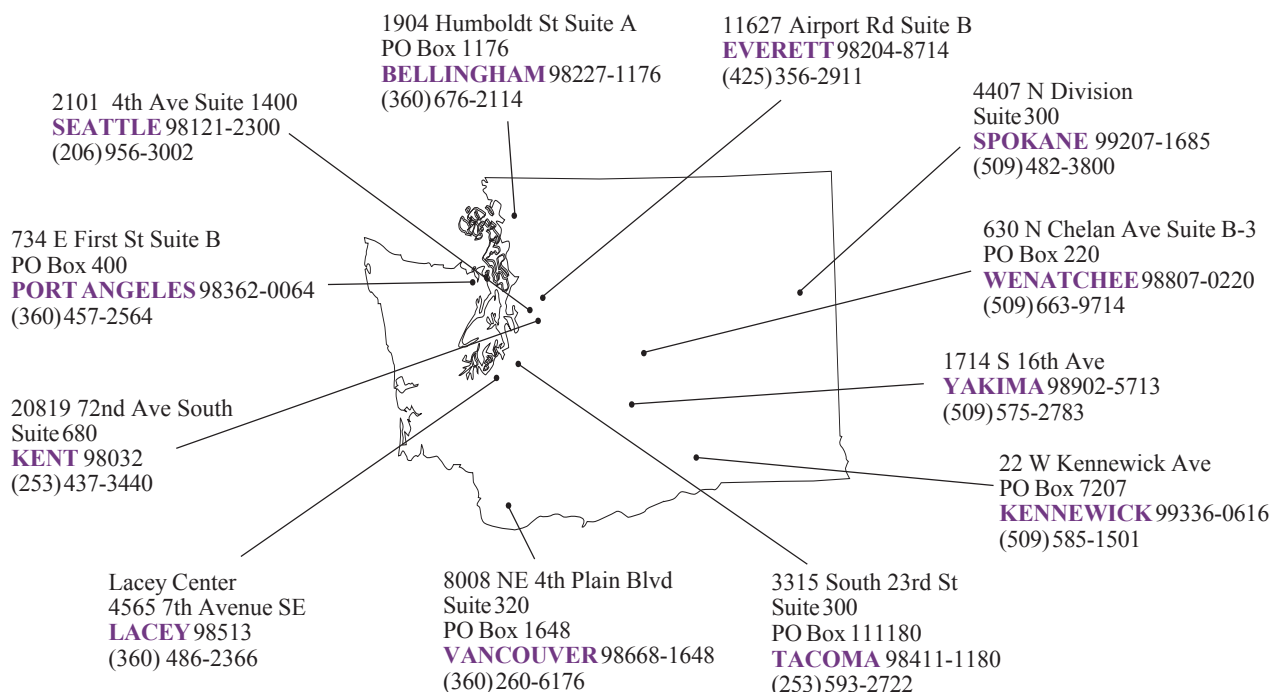 1904 Humboldt St Suite A
PO Box 1176
BELLINGHAM 98227-1176
(360) 676-2114
11627 Airport Rd Suite B
EVERETT 98204-8714
(425) 356-2911
2101 4th Ave Suite 1400
SEATTLE 98121-2300
(206) 956-3002
4407 N Division
Suite 300
SPOKANE 99207-1685
(509) 482-3800
734 E First St Suite B
PO Box 400
PORT ANGELES 98362-0064
(360) 457-2564
630 N Chelan Ave Suite B-3
PO Box 220
WENATCHEE 98807-0220
(509) 663-9714
1714 S 16th Ave
YAKIMA 98902-5713
(509) 575-2783
20819 72nd Ave South
Suite 680
KENT 98032
(253) 437-3440
22 W Kennewick Ave
PO Box 7207
KENNEWICK 99336-0616
(509) 585-1501
Lacey Center
4565 7th Avenue SE
LACEY 98513
(360) 486-2366
8008 NE 4th Plain Blvd
Suite 320
PO Box 1648
VANCOUVER 98668-1648
(360) 260-6176
3315 South 23rd St
Suite 300
PO Box 111180
TACOMA 98411-1180
(253) 593-2722